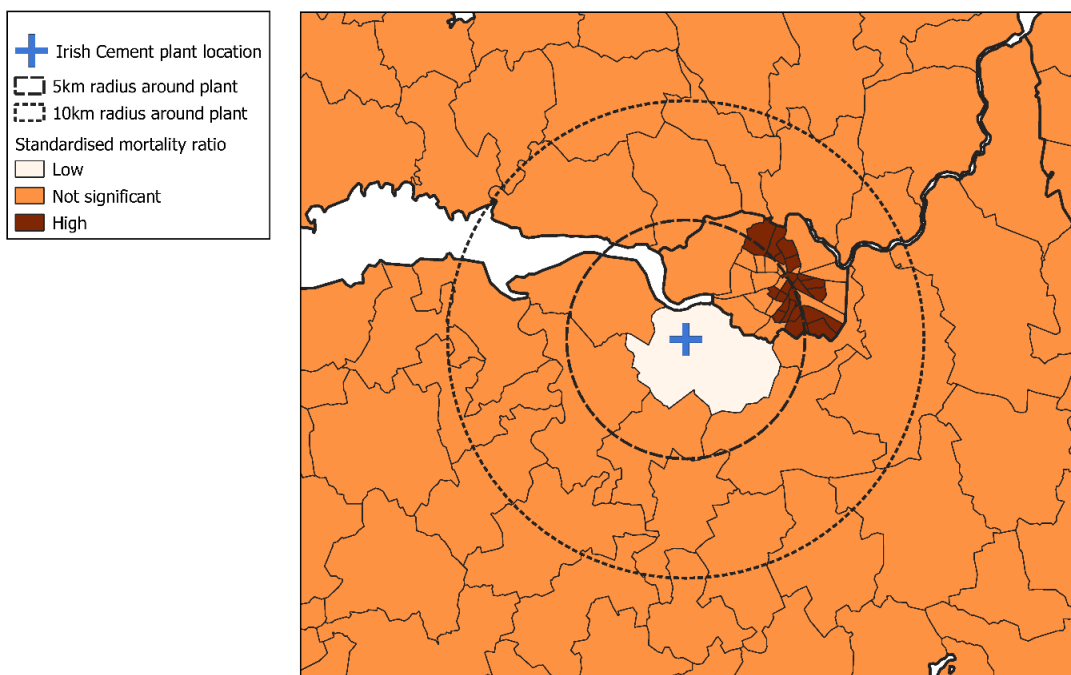 Irish Cement plant location
5km radius around plant
10km radius around plant
Standardised mortality ratio
Low
Not significant
High